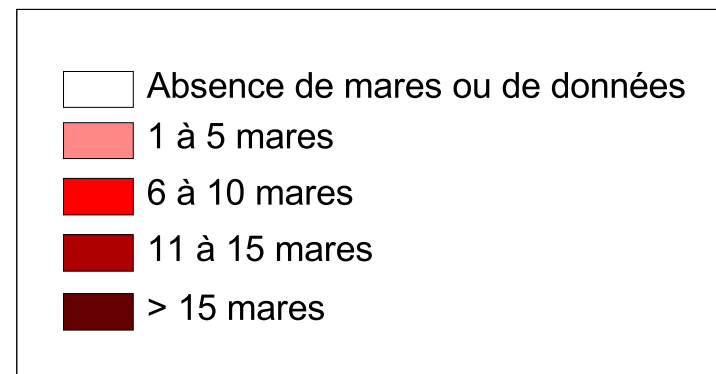 Absence de mares ou de données
1 à 5 mares
6 à 10 mares
11 à 15 mares
> 15 mares